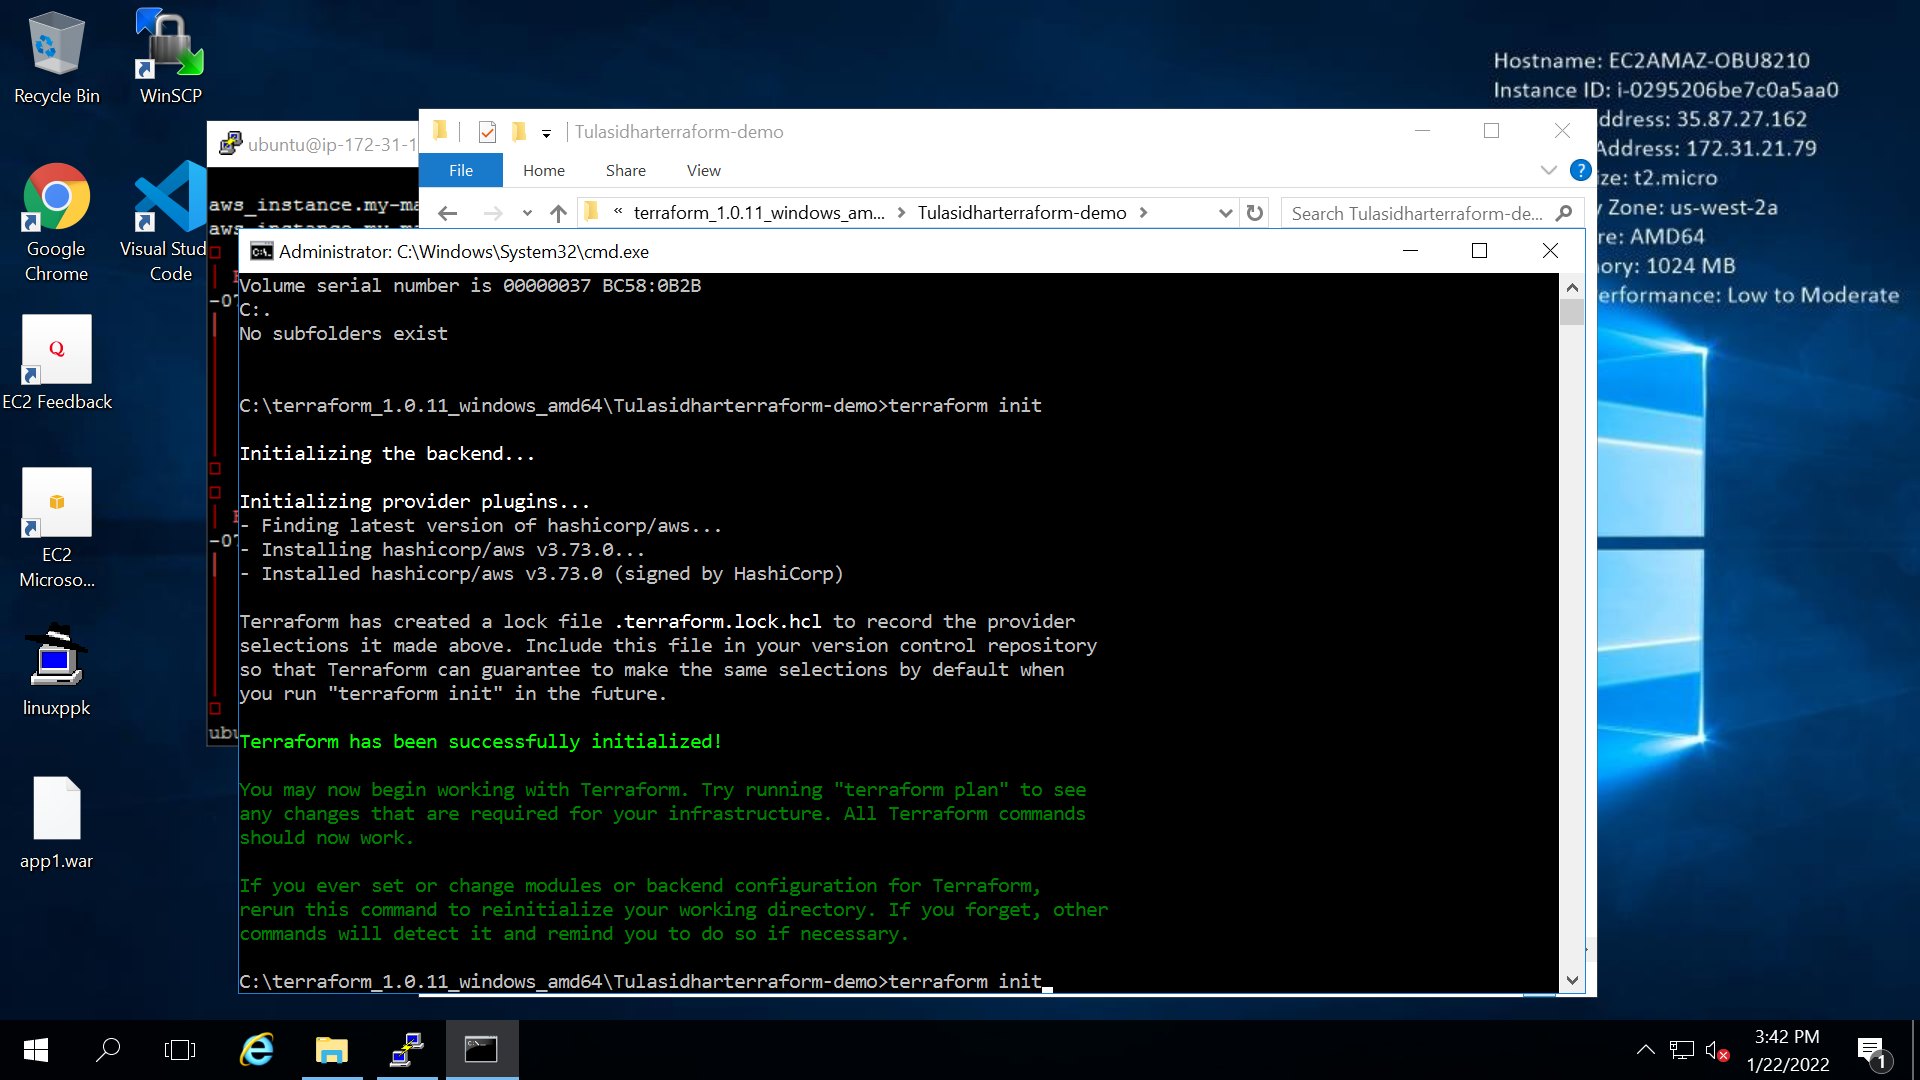 Recycle Bin
WinSCP
Google
Chrome
Visual Stud
Code
EC2 Feedback
EC2
Microso...
linuxppk
app1.war
Hostname: EC2AMAZ-OBU8210
Instance ID: i-0295206be7c0a5aa0
ddress: 35.87.27.162
Address: 172.31.21.79
ize: t2.micro
y Zone: us-west-2a
re: AMD64
ory: 1024 MB
erformance: Low to Moderate
ubuntu@ip-172-31-1
aws_instance.my-ma
Tulasidharterraform-demo
File Home Share View
« terraform_1.0.11_windows_am... > Tulasidharterraform-demo >
Search Tulasidharterraform-de...
Administrator: C:\Windows\System32\cmd.exe
Volume serial number is 00000037 BC58:0B2B
C:.
No subfolders exist
C:\terraform_1.0.11_windows_amd64\Tulasidharterraform-demo>terraform init
Initializing the backend...
Initializing provider plugins...
- Finding latest version of hashicorp/aws...
- Installing hashicorp/aws v3.73.0...
- Installed hashicorp/aws v3.73.0 (signed by HashiCorp)
Terraform has created a lock file .terraform.lock.hcl to record the provider
selections it made above. Include this file in your version control repository
so that Terraform can guarantee to make the same selections by default when
you run "terraform init" in the future.
Terraform has been successfully initialized!
You may now begin working with Terraform. Try running "terraform plan" to see
any changes that are required for your infrastructure. All Terraform commands
should now work.
If you ever set or change modules or backend configuration for Terraform,
rerun this command to reinitialize your working directory. If you forget, other
commands will detect it and remind you to do so if necessary.
C:\terraform_1.0.11_windows_amd64\Tulasidharterraform-demo>terraform init
ubu
3:42 PM
1/22/2022
1